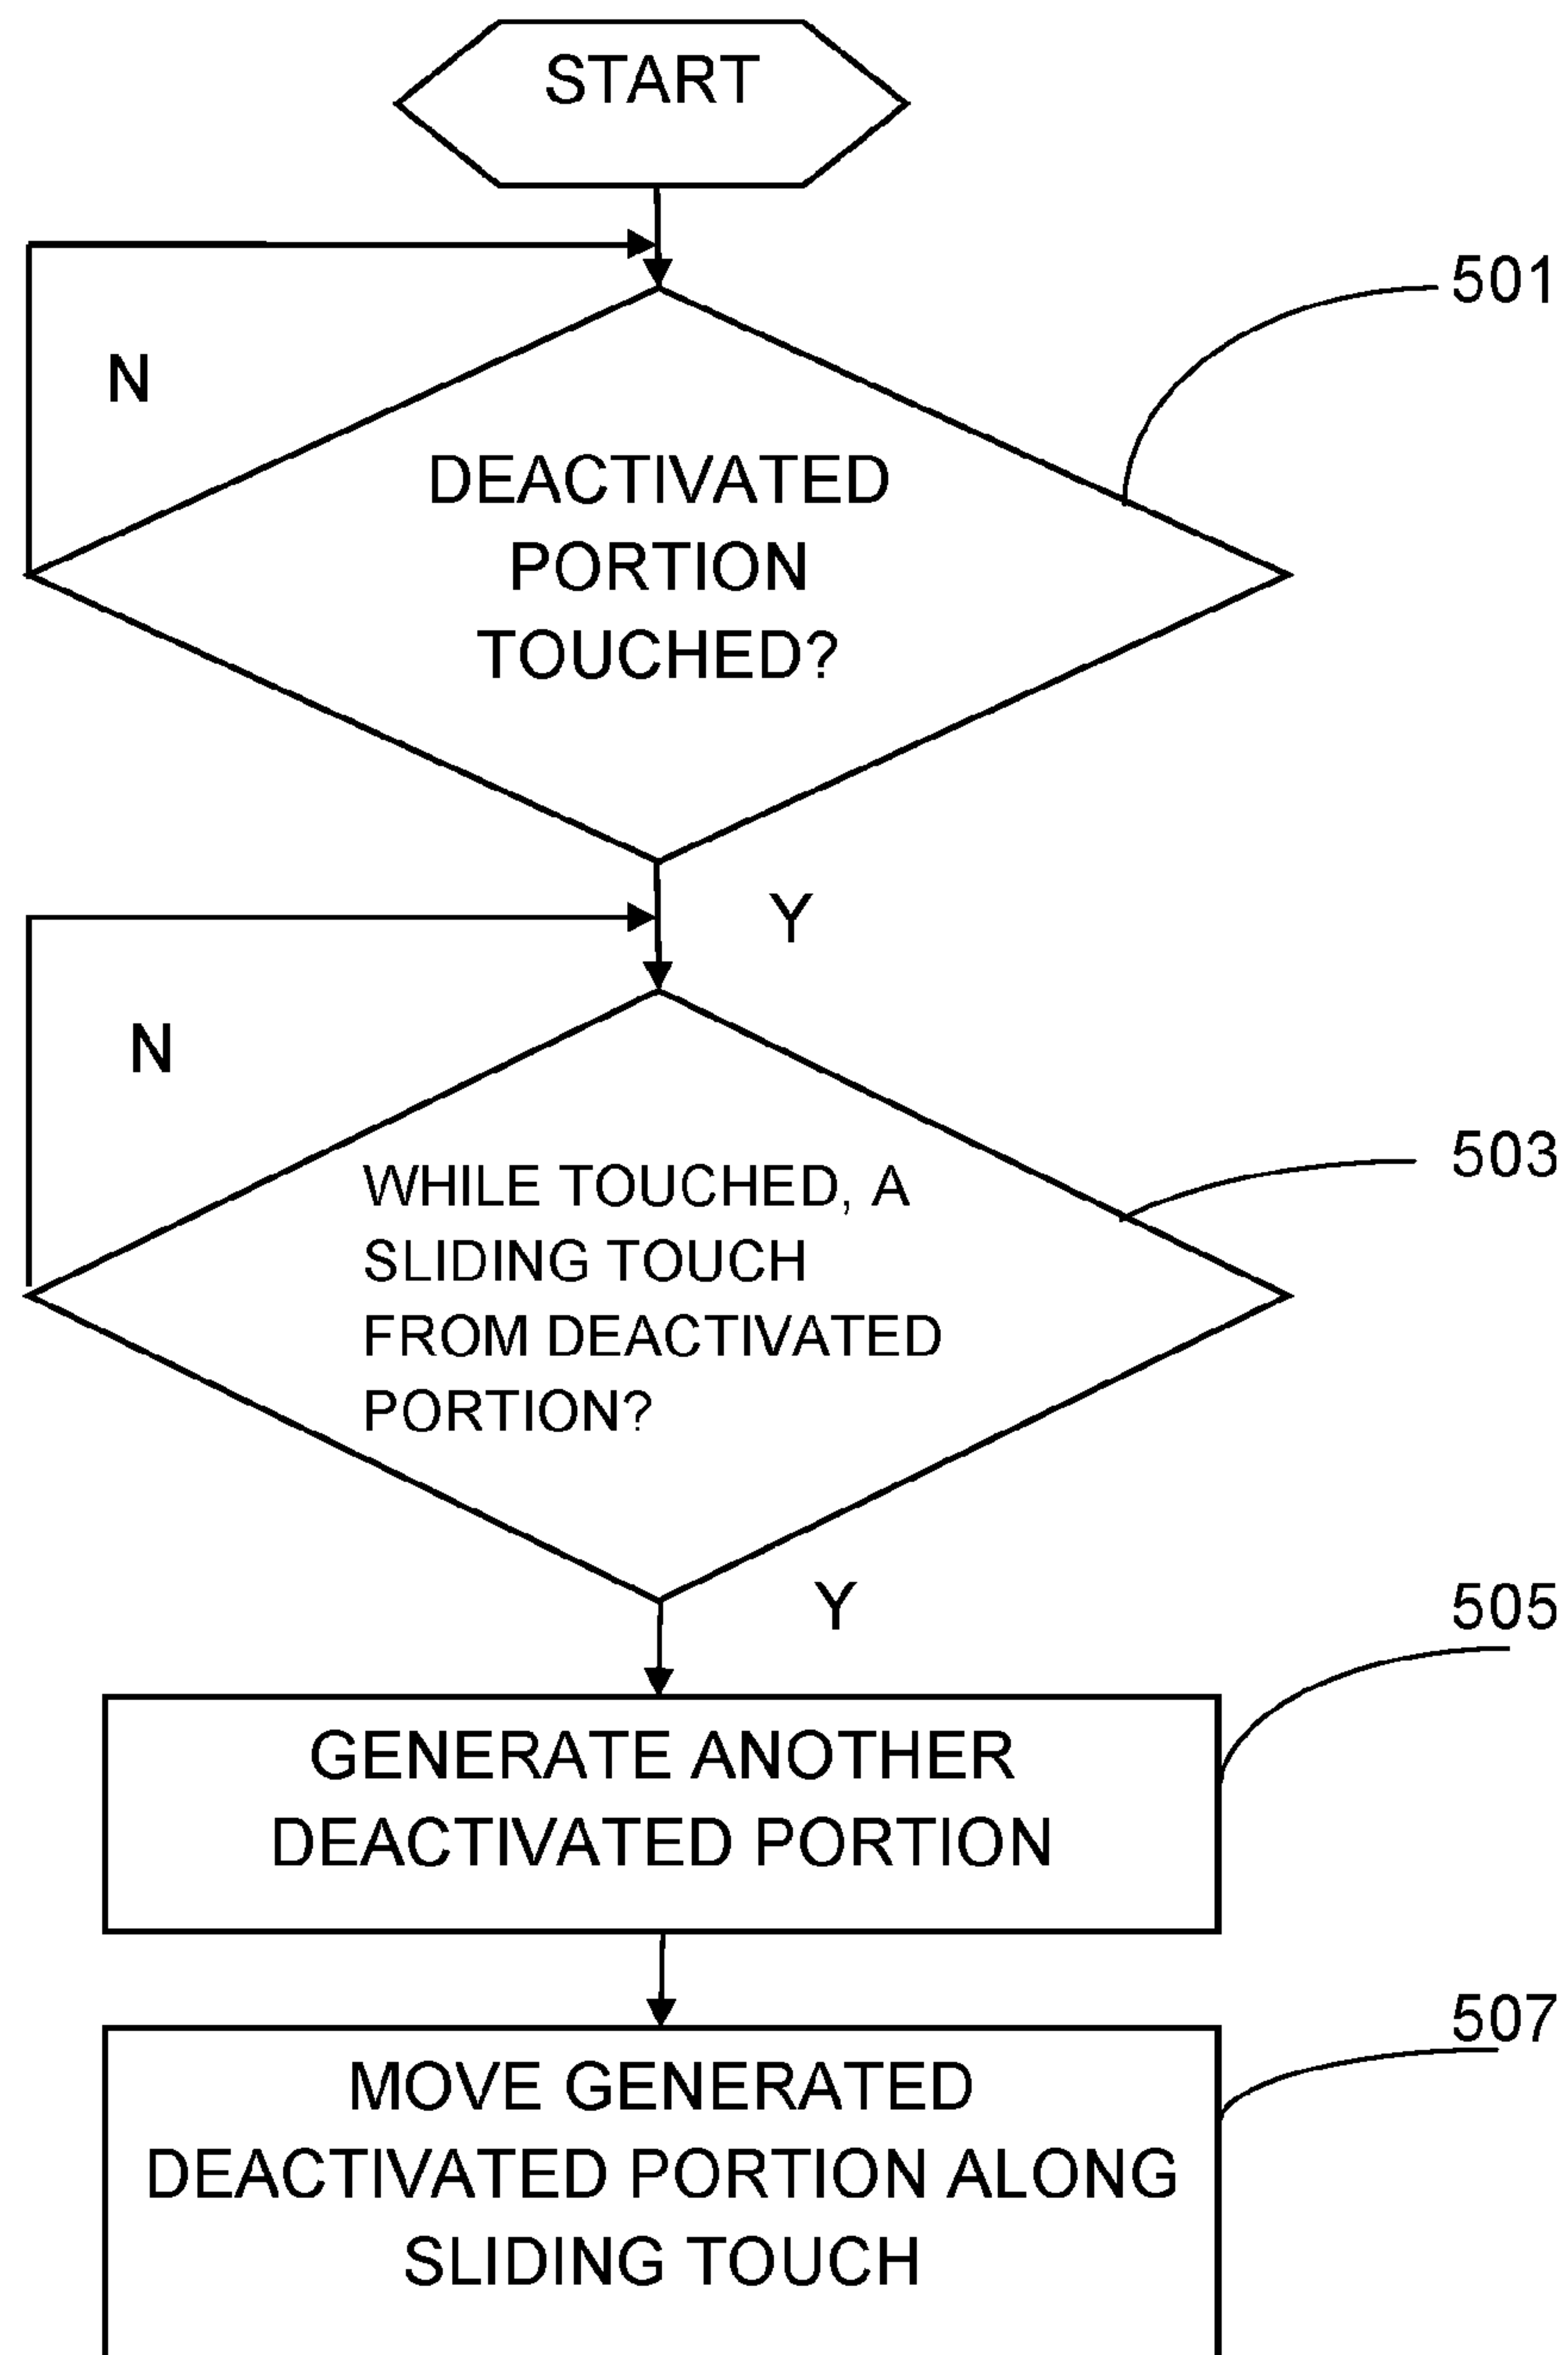 START
501
N
DEACTIVATED
PORTION
TOUCHED?
Y
N
503
WHILE TOUCHED, A
SLIDING TOUCH
FROM DEACTIVATED
PORTION?
Y
505
GENERATE ANOTHER
DEACTIVATED PORTION
507
MOVE GENERATED
DEACTIVATED PORTION ALONG
SLIDING TOUCH